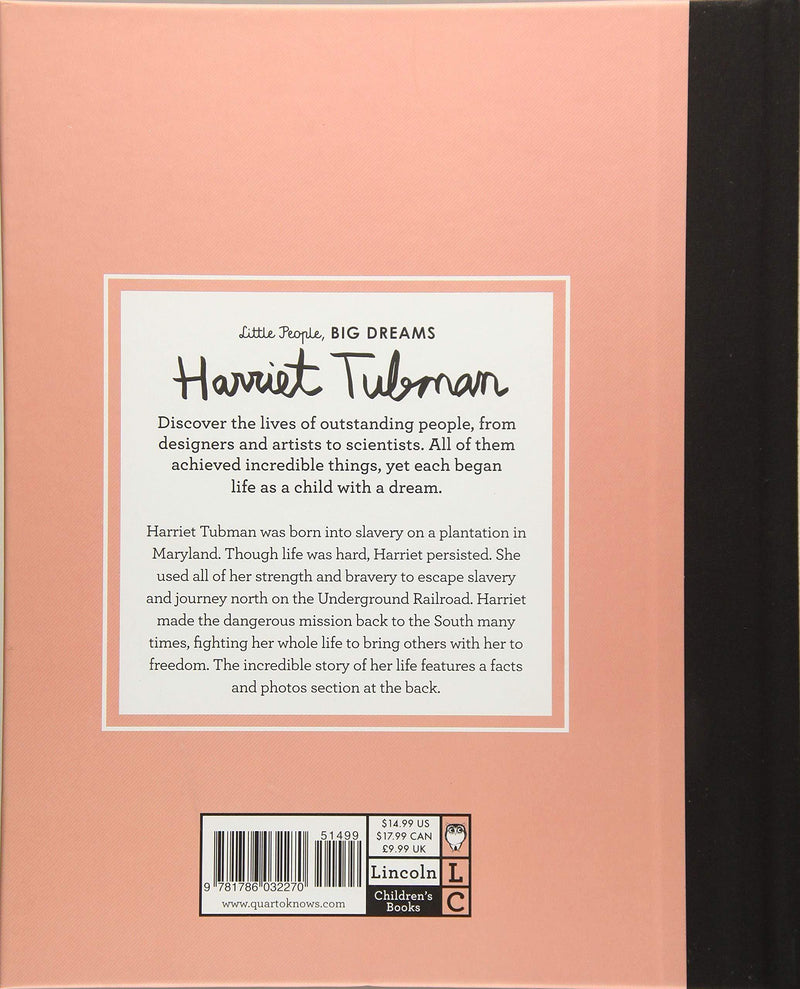 Little People, BIG DREAMS
Harriet Tubman
Discover the lives of outstanding people, from
designers and artists to scientists. All of them
achieved incredible things, yet each began
life as a child with a dream.
Harriet Tubman was born into slavery on a plantation in
Maryland. Though life was hard, Harriet persisted. She
used all of her strength and bravery to escape slavery
and journey north on the Underground Railroad. Harriet
made the dangerous mission back to the South many
times, fighting her whole life to bring others with her to
freedom. The incredible story of her life features a facts
and photos section at the back.
51499
9 781786 032270
www.quartoknows.com
$14.99 US
$17.99 CAN
£9.99 UK
Lincoln
Children's
Books
L
C